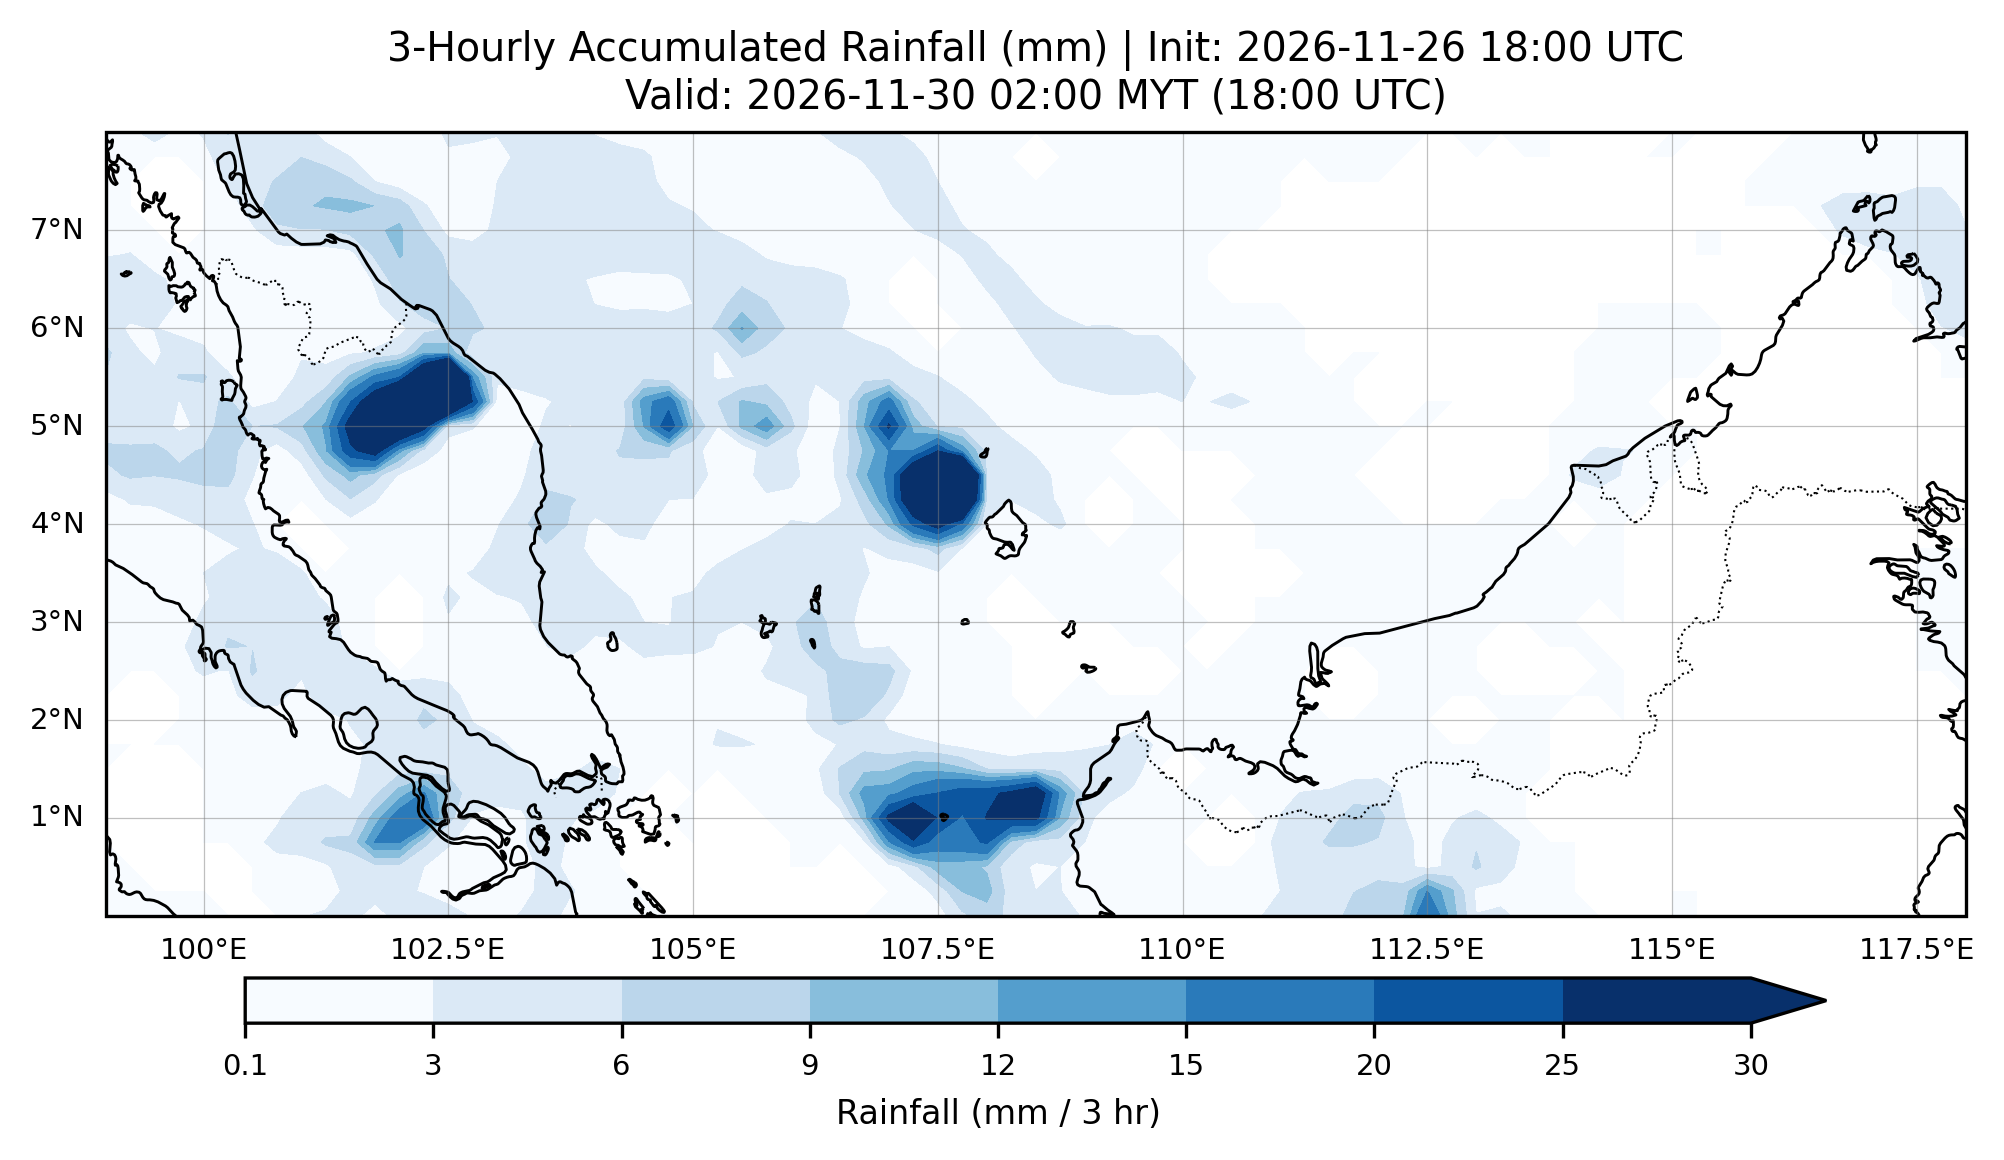 3-Hourly Accumulated Rainfall (mm) | Init: 2026-11-26 18:00 UTC
Valid: 2026-11-30 02:00 MYT (18:00 UTC)
7°N
6°N
5°N
4°N
3°N
2°N
1°N
100°E 102.5°E 105°E 107.5°E 110°E 112.5°E 115°E 117.5°E
0.1 3 6 9 12 15 20 25 30
Rainfall (mm / 3 hr)